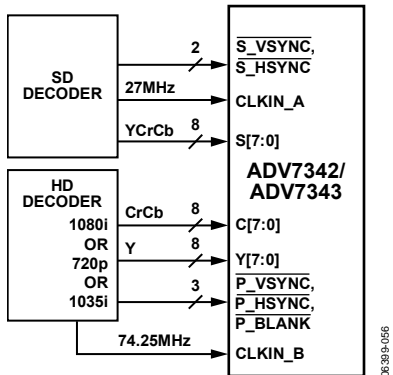 SD
DECODER
2
S_VSYNC,
S_HSYNC
27MHz
CLKIN_A
YCrCb
8
S[7:0]
ADV7342/
ADV7343
HD
DECODER
1080i
OR
720p
OR
1035i
CrCb
8
C[7:0]
Y
8
Y[7:0]
3
P_VSYNC,
P_HSYNC,
P_BLANK
74.25MHz
CLKIN_B
06399-056